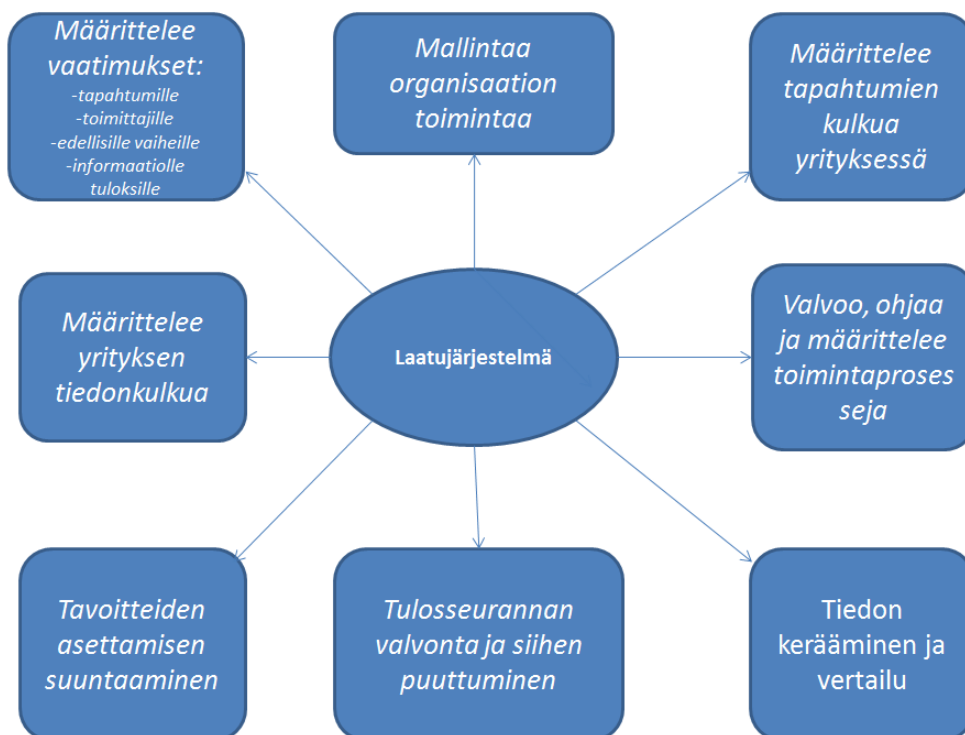 Määrittelee
vaatimukset:
-tapahtumille
-toimittajille
-edellisille vaiheille
-informaatiolle
tuloksille
Mallintaa
organisaation
toimintaa
Määrittelee
tapahtumien
kulkua
yrityksessä
Määrittelee
yrityksen
tiedonkulkua
Laatujärjestelmä
Valvoo, ohjaa
ja määrittelee
toimintaproses
seja
Tavoitteiden
asettamisen
suuntaaminen
Tulosseurannan
valvonta ja siihen
puuttuminen
Tiedon
kerääminen ja
vertailu